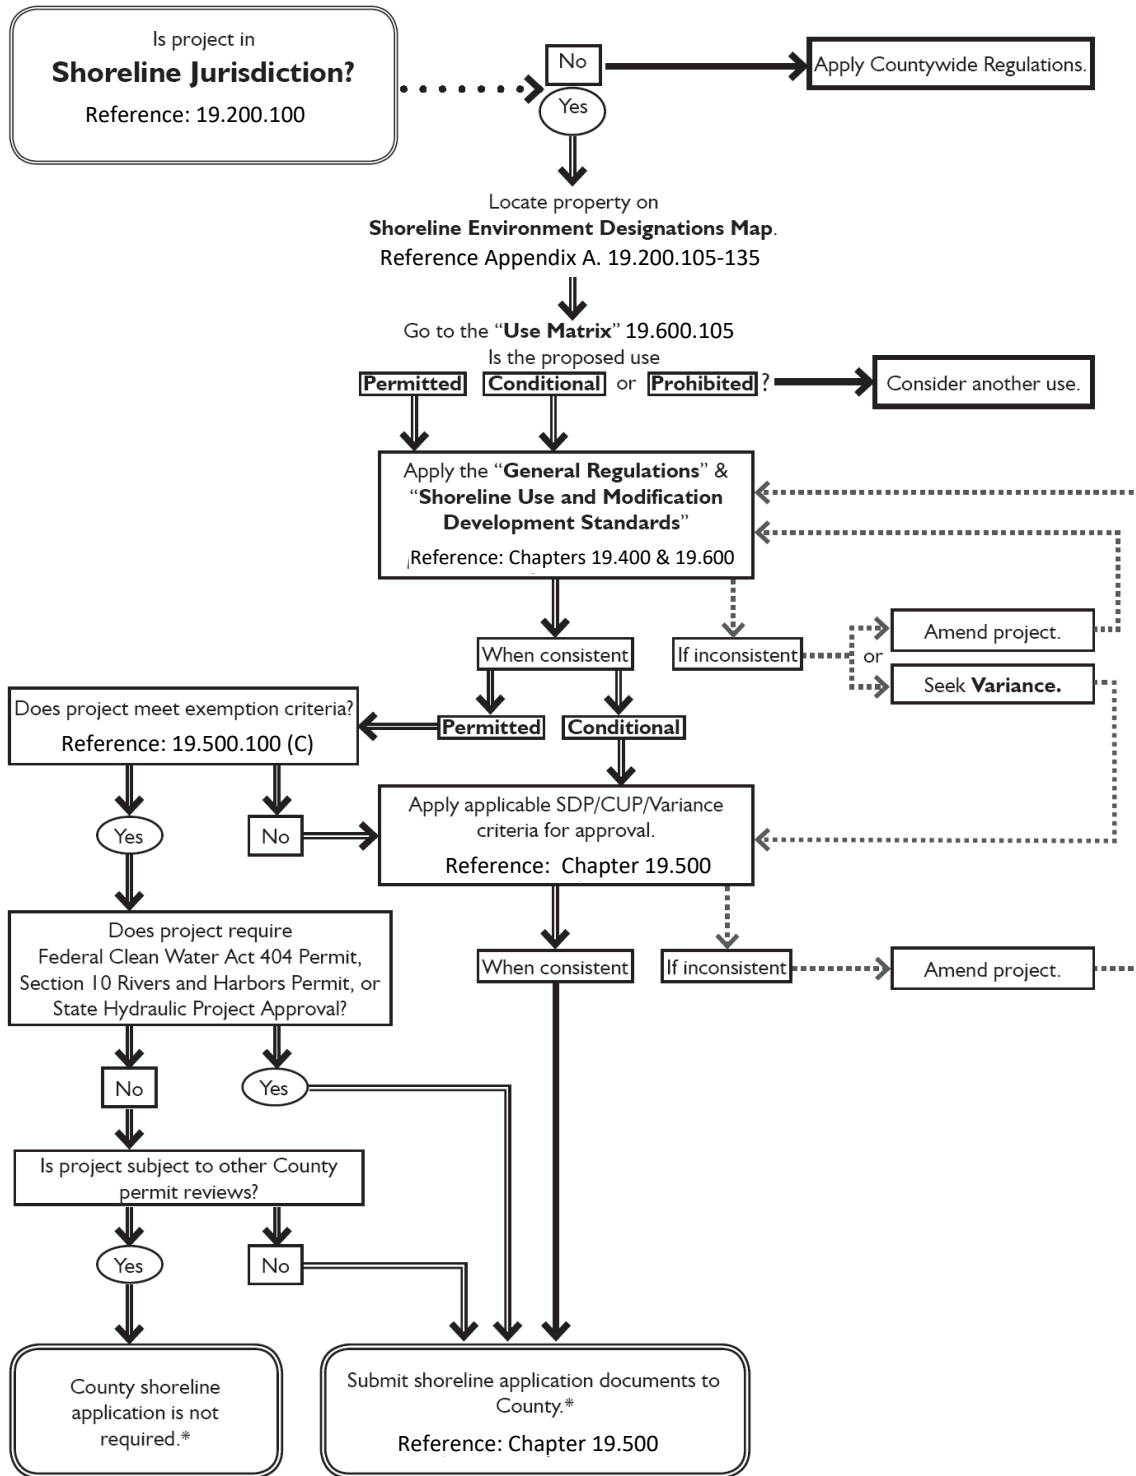 Is project in
Shoreline Jurisdiction?
Reference: 19.200.100
No
Yes
Apply Countywide Regulations.
Locate property on
Shoreline Environment Designations Map.
Reference Appendix A. 19.200.105-135
Go to the “Use Matrix” 19.600.105
Is the proposed use
Permitted Conditional or Prohibited ?
Consider another use.
Apply the “General Regulations” &
“Shoreline Use and Modification
Development Standards”
Reference: Chapters 19.400 & 19.600
When consistent
If inconsistent
or
Amend project.
Seek Variance.
Permitted
Conditional
Does project meet exemption criteria?
Reference: 19.500.100 (C)
Yes
No
Apply applicable SDP/CUP/Variance
criteria for approval.
Reference: Chapter 19.500
When consistent
If inconsistent
Amend project.
Does project require
Federal Clean Water Act 404 Permit,
Section 10 Rivers and Harbors Permit, or
State Hydraulic Project Approval?
No
Yes
Is project subject to other County
permit reviews?
Yes
No
County shoreline
application is not
required.*
Submit shoreline application documents to
County.*
Reference: Chapter 19.500